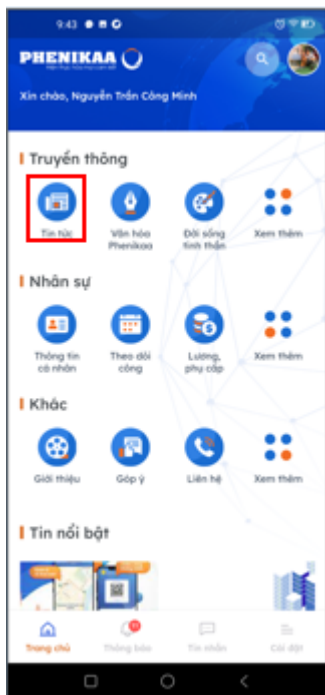 9:43
PHENIKAA
Xin chào, Nguyễn Trần Công Minh
Truyền thông
Tin tức
Văn hóa Phenikaa
Đời sống tinh thần
Xem thêm
Nhân sự
Thông tin cá nhân
Theo dõi công
Lương, phụ cấp
Xem thêm
Khác
Giới thiệu
Góp ý
Liên hệ
Xem thêm
Tin nổi bật
Trang chủ
Thông báo
Tin nhắn
Cài đặt